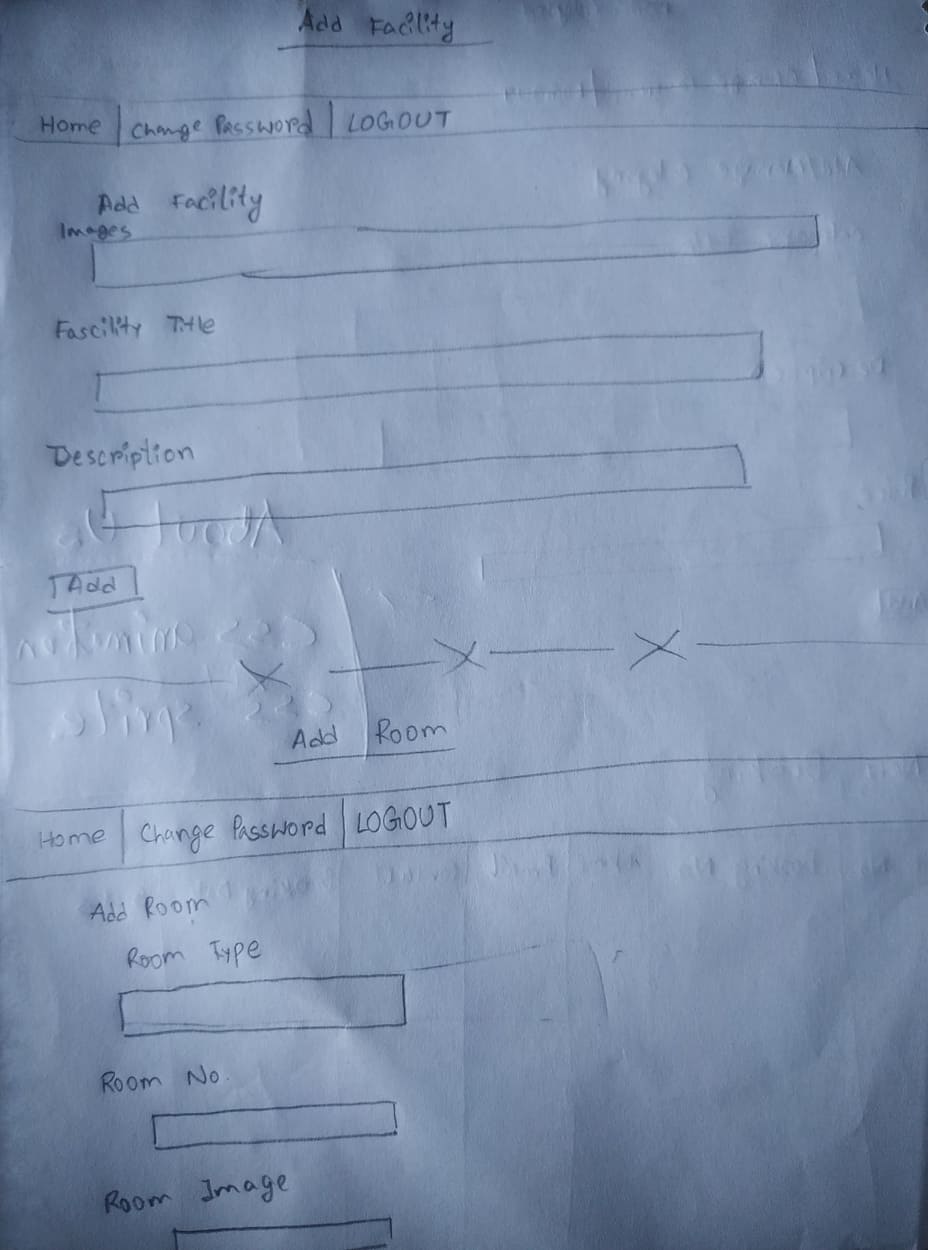 Add Facility
Home | Change Password | LOGOUT
Add Facility
Images
Fascility Title
Description
Add
Add Room
Home | Change Password | LOGOUT
Add Room
Room Type
Room No.
Room Image